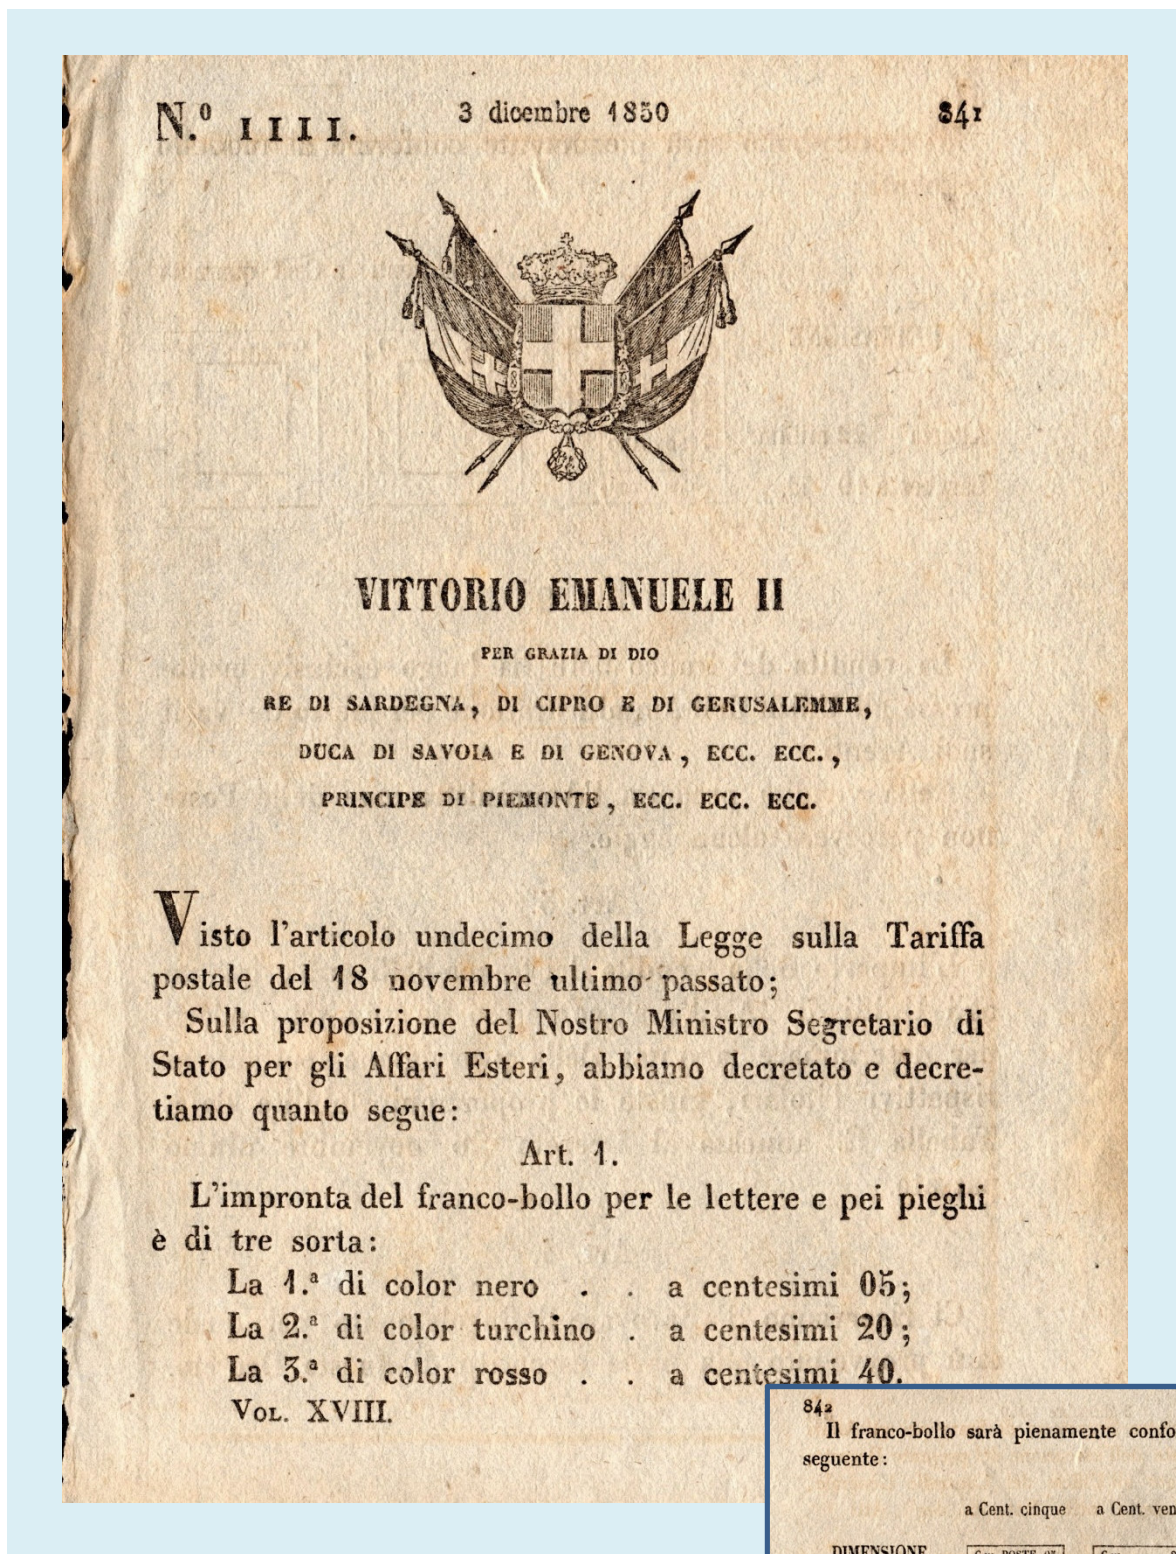 N.º IIII.
3 dicembre 1850
841
VITTORIO EMANUELE II
PER GRAZIA DI DIO
RE DI SARDEGNA, DI CIPRO E DI GERUSALEMME,
DUCA DI SAVOIA E DI GENOVA, ECC. ECC.,
PRINCIPE DI PIEMONTE, ECC. ECC. ECC.
Visto l'articolo undecimo della Legge sulla Tariffa
postale del 18 novembre ultimo passato;
Sulla proposizione del Nostro Ministro Segretario di
Stato per gli Affari Esteri, abbiamo decretato e decre-
tiamo quanto segue:
Art. 1.
L'impronta del franco-bollo per le lettere e pei pieghi
è di tre sorta:
La 1.ª di color nero . . a centesimi 05;
La 2.ª di color turchino . a centesimi 20;
La 3.ª di color rosso . . a centesimi 40.
VOL. XVIII.
842
Il franco-bollo sarà pienamente confo
seguente:
a Cent. cinque a Cent. ven
DIMENSIONE